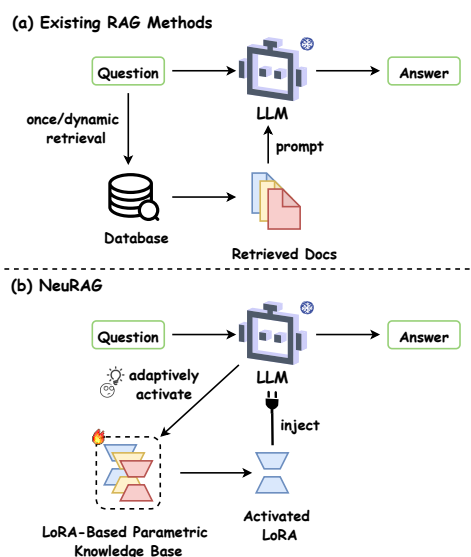 (a) Existing RAG Methods
Question
LLM
Answer
once/dynamic
retrieval
prompt
Database
Retrieved Docs
(b) NeuRAG
Question
LLM
Answer
adaptively
activate
inject
LoRA-Based Parametric
Knowledge Base
Activated
LoRA